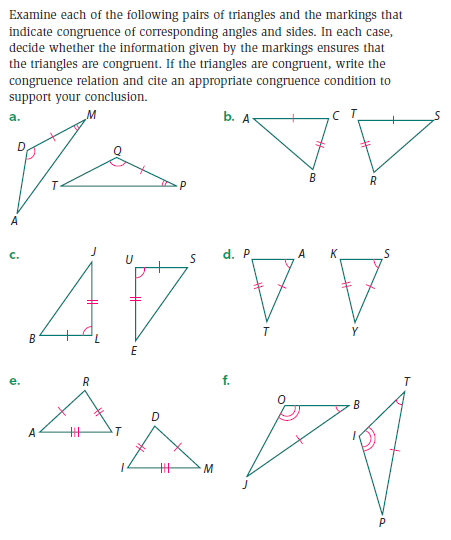 Examine each of the following pairs of triangles and the markings that
indicate congruence of corresponding angles and sides. In each case,
decide whether the information given by the markings ensures that
the triangles are congruent. If the triangles are congruent, write the
congruence relation and cite an appropriate congruence condition to
support your conclusion.
a. M D Q T P A
b. A C T S B R
c. J U S B L E
d. P A K S T Y
e. R A T D I M
f. O B T I J P